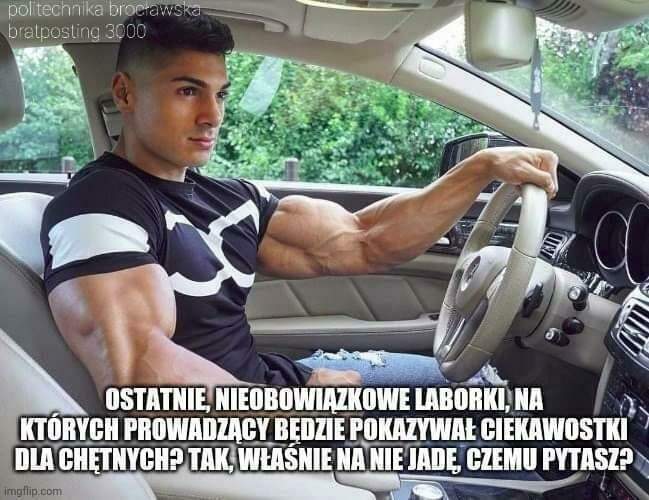 politechnika brocławska
bratposting 3000
OSTATNIE, NIEOBOWIĄZKOWE LABORKI, NA
KTÓRYCH PROWADZĄCY BĘDZIE POKAZYWAŁ CIEKAWOSTKI
DLA CHĘTNYCH? TAK, WŁAŚNIE NA NIE JADĘ, CZEMU PYTASZ?
imgflip.com